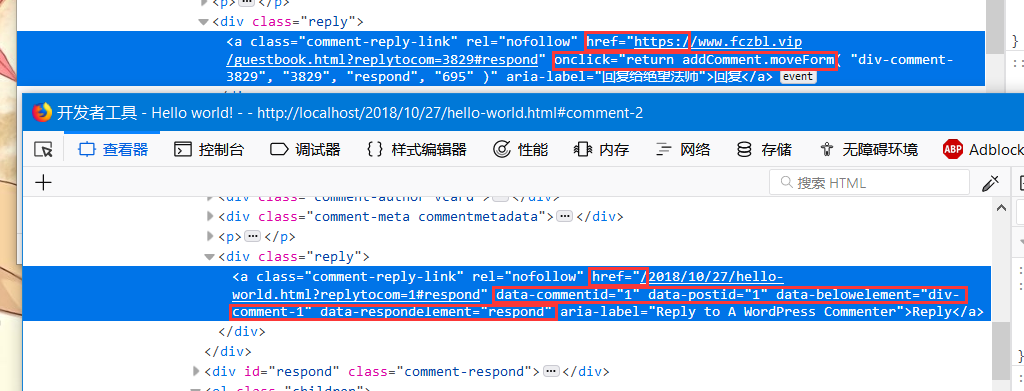 <p>⋯</p>
<div class="reply">
<a class="comment-reply-link" rel="nofollow" href="https://www.fczbl.vip
/guestbook.html?replytocom=3829#respond" onclick="return addComment.moveForm( "div-comment-
3829", "3829", "respond", "695" )" aria-label="回复给绝望法师">回复</a> event
</div>
}
开发者工具 - Hello world! - - http://localhost/2018/10/27/hello-world.html#comment-2
查看器 控制台 调试器 {} 样式编辑器 性能 内存 网络 存储 无障碍环境 ABP Adblock
+ 搜索 HTML
<div class="comment-author vcard">⋯</div>
<div class="comment-meta commentmetadata">⋯</div>
<p>⋯</p>
<div class="reply">
<a class="comment-reply-link" rel="nofollow" href="/2018/10/27/hello-
world.html?replytocom=1#respond" data-commentid="1" data-postid="1" data-belowelement="div-
comment-1" data-respondelement="respond" aria-label="Reply to A WordPress Commenter">Reply</a>
</div>
</div>
<div id="respond" class="comment-respond">⋯</div>
<ol class="children">
}